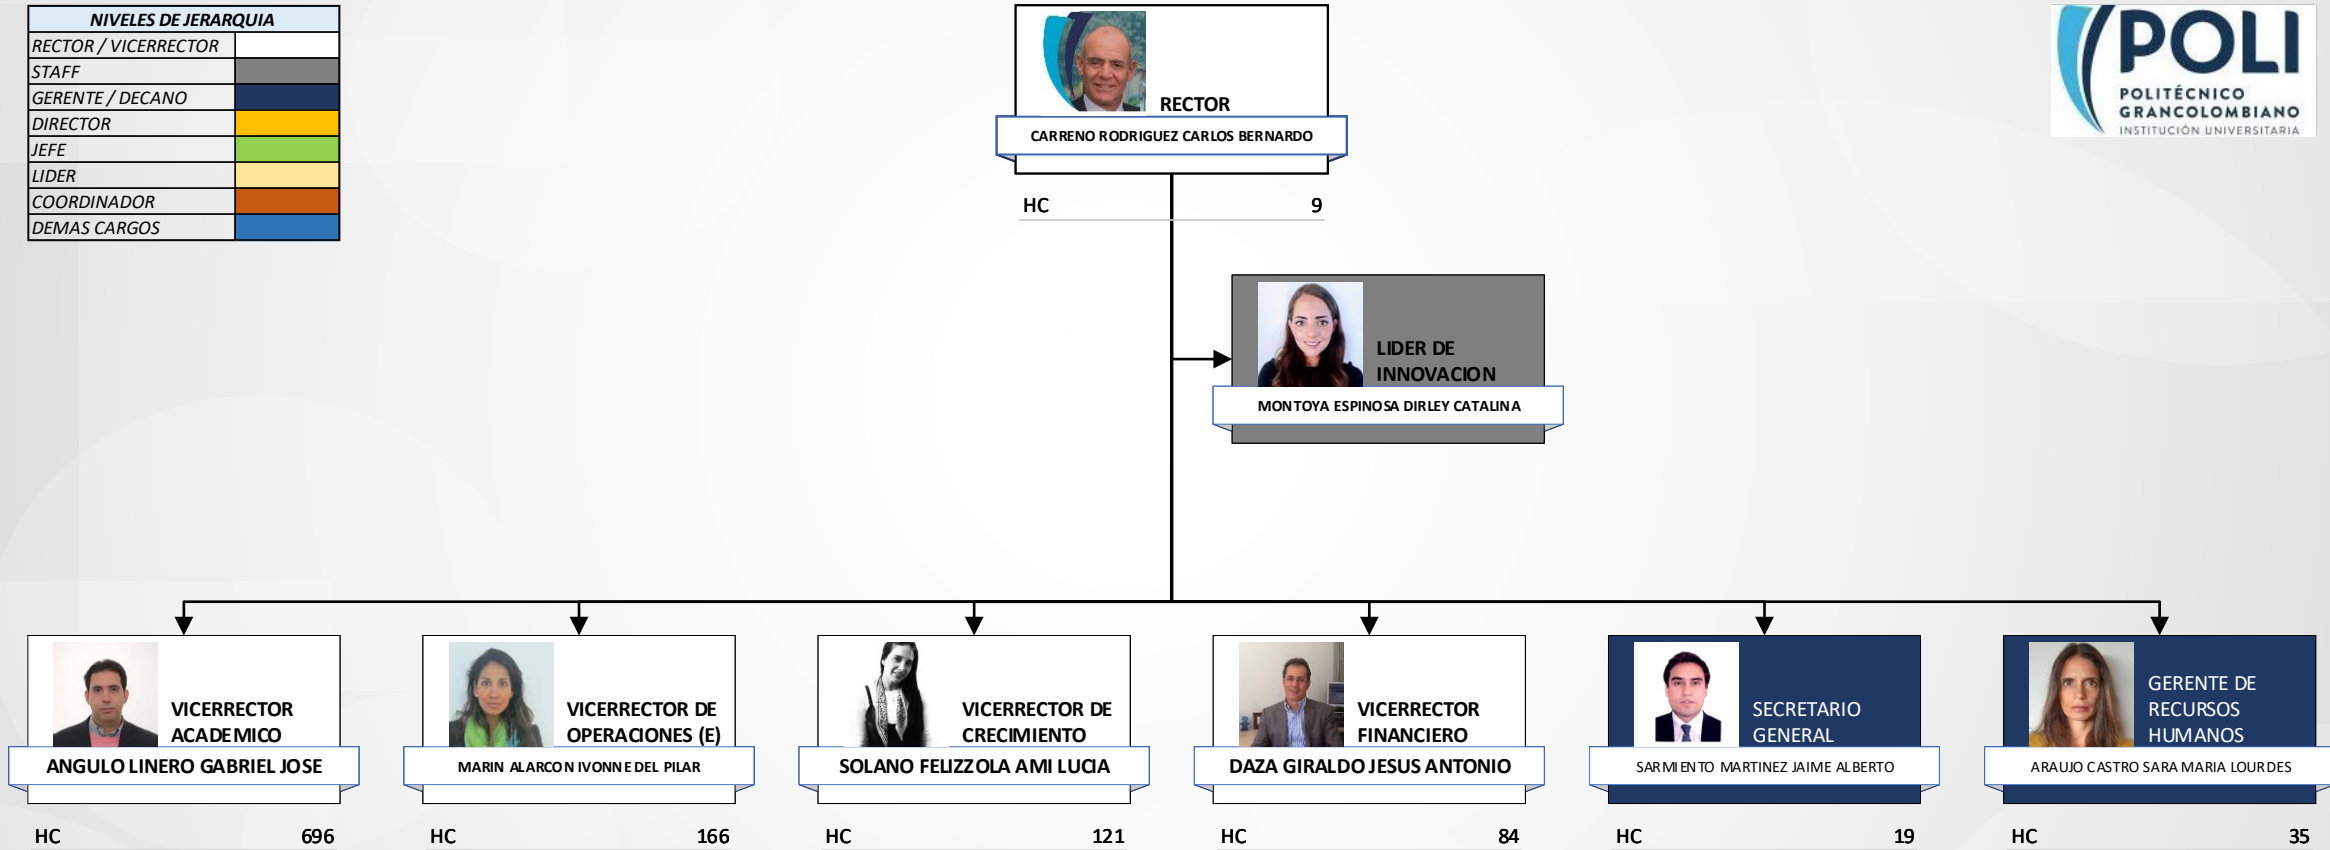 NIVELES DE JERARQUIA
RECTOR / VICERRECTOR
STAFF
GERENTE / DECANO
DIRECTOR
JEFE
LIDER
COORDINADOR
DEMAS CARGOS
RECTOR
CARRENO RODRIGUEZ CARLOS BERNARDO
HC 9
POLI
POLITÉCNICO
GRANCOLOMBIANO
INSTITUCIÓN UNIVERSITARIA
LIDER DE
INNOVACION
MONTOYA ESPINOSA DIRLEY CATALINA
VICERRECTOR
ACADEMICO
ANGULO LINERO GABRIEL JOSE
HC 696
VICERRECTOR DE
OPERACIONES (E)
MARIN ALARCON IVONNE DEL PILAR
HC 166
VICERRECTOR DE
CRECIMIENTO
SOLANO FELIZZOLA AMI LUCIA
HC 121
VICERRECTOR
FINANCIERO
DAZA GIRALDO JESUS ANTONIO
HC 84
SECRETARIO
GENERAL
SARMIENTO MARTINEZ JAIME ALBERTO
HC 19
GERENTE DE
RECURSOS
HUMANOS
ARAUJO CASTRO SARA MARIA LOURDES
HC 35